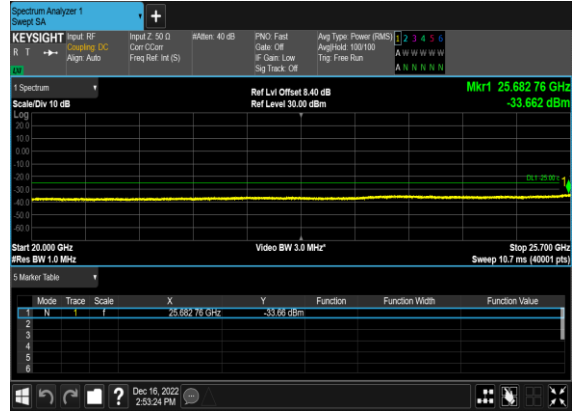 Spectrum Analyzer 1
Swept SA
+
KEYSIGHT Input: RF Input Z: 50 Ω #Atten: 40 dB PNO: Fast Avg Type: Power (RMS) 1 2 3 4 5 6
R T Coupling: DC Corr CCorr Gate: Off Avg|Hold: 100/100 A W W W W W
Align: Auto Freq Ref: Int (S) IF Gain: Low Trig: Free Run
LW Sig Track: Off A N N N N N
1 Spectrum Ref Lvl Offset 8.40 dB Mkr1 25.682 76 GHz
Scale/Div 10 dB Ref Level 30.00 dBm -33.662 dBm
Log
20.0
10.0
0.00
-10.0
-20.0
DL1 -25.00 1
-30.0
-40.0
-50.0
-60.0
Start 20.000 GHz Video BW 3.0 MHz* Stop 25.700 GHz
#Res BW 1.0 MHz Sweep 10.7 ms (40001 pts)
5 Marker Table
Mode Trace Scale X Y Function Function Width Function Value
1 N 1 f 25.682 76 GHz -33.66 dBm
2
3
4
5
6
? Dec 16, 2022
2:53:24 PM